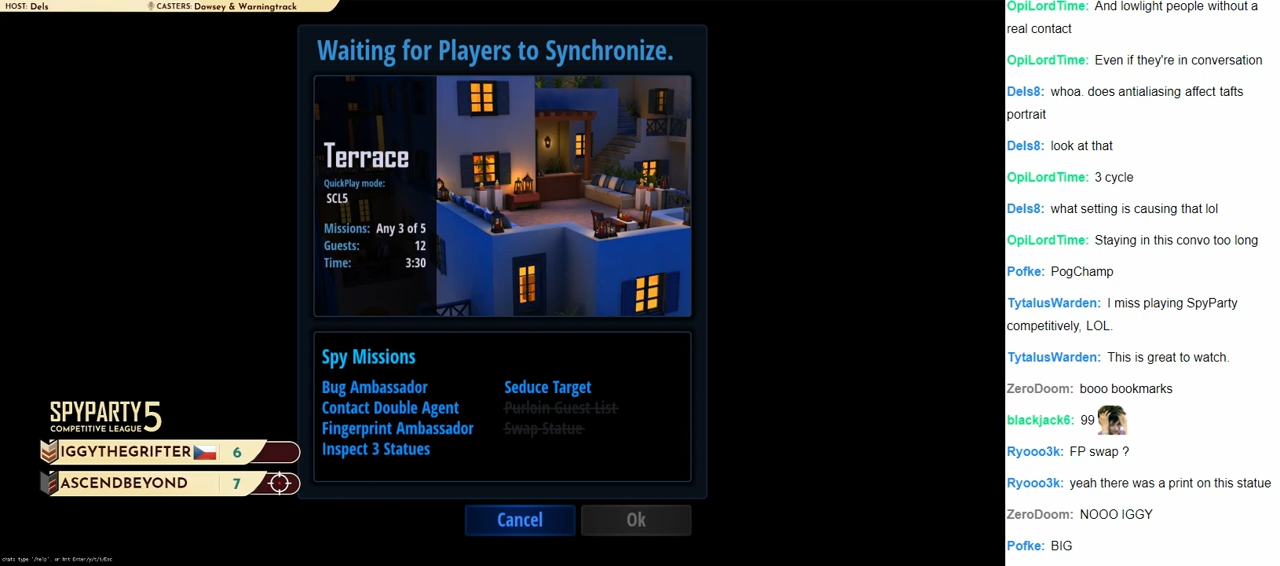 HOST: Dels
CASTERS: Dowsey & Warningtrack
Waiting for Players to Synchronize.
Terrace
QuickPlay mode:
SCL5
Missions: Any 3 of 5
Guests: 12
Time: 3:30
Spy Missions
Bug Ambassador
Contact Double Agent
Fingerprint Ambassador
Inspect 3 Statues
Seduce Target
Purloin Guest List
Swap Statue
Cancel
Ok
SPYPARTY 5
COMPETITIVE LEAGUE
IGGYTHEGRIFTER 6
ASCENDBEYOND 7
OpiLordTime: And lowlight people without a
real contact
OpiLordTime: Even if they're in conversation
Dels8: whoa. does antialiasing affect tafts
portrait
Dels8: look at that
OpiLordTime: 3 cycle
Dels8: what setting is causing that lol
OpiLordTime: Staying in this convo too long
Pofke: PogChamp
TytalusWarden: I miss playing SpyParty
competitively, LOL.
TytalusWarden: This is great to watch.
ZeroDoom: booo bookmarks
blackjack6: 99
Ryooo3k: FP swap ?
Ryooo3k: yeah there was a print on this statue
ZeroDoom: NOOO IGGY
Pofke: BIG